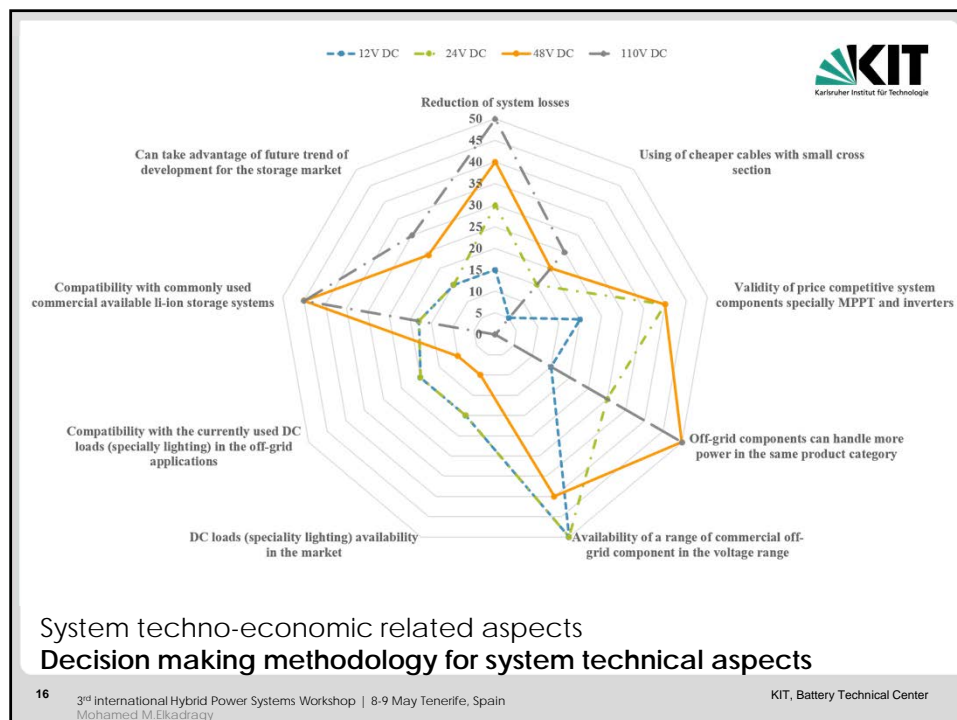 12V DC 24V DC 48V DC 110V DC
KIT
Karlsruher Institut für Technologie
Reduction of system losses
50
45
40
35
30
25
20
15
10
5
0
Can take advantage of future trend of
development for the storage market
Using of cheaper cables with small cross
section
Compatibility with commonly used
commercial available li-ion storage systems
Validity of price competitive system
components specially MPPT and inverters
Compatibility with the currently used DC
loads (specially lighting) in the off-grid
applications
Off-grid components can handle more
power in the same product category
DC loads (speciality lighting) availability
in the market
Availability of a range of commercial off-
grid component in the voltage range
System techno-economic related aspects
Decision making methodology for system technical aspects
16 3rd international Hybrid Power Systems Workshop | 8-9 May Tenerife, Spain KIT, Battery Technical Center
Mohamed M.Elkadragy